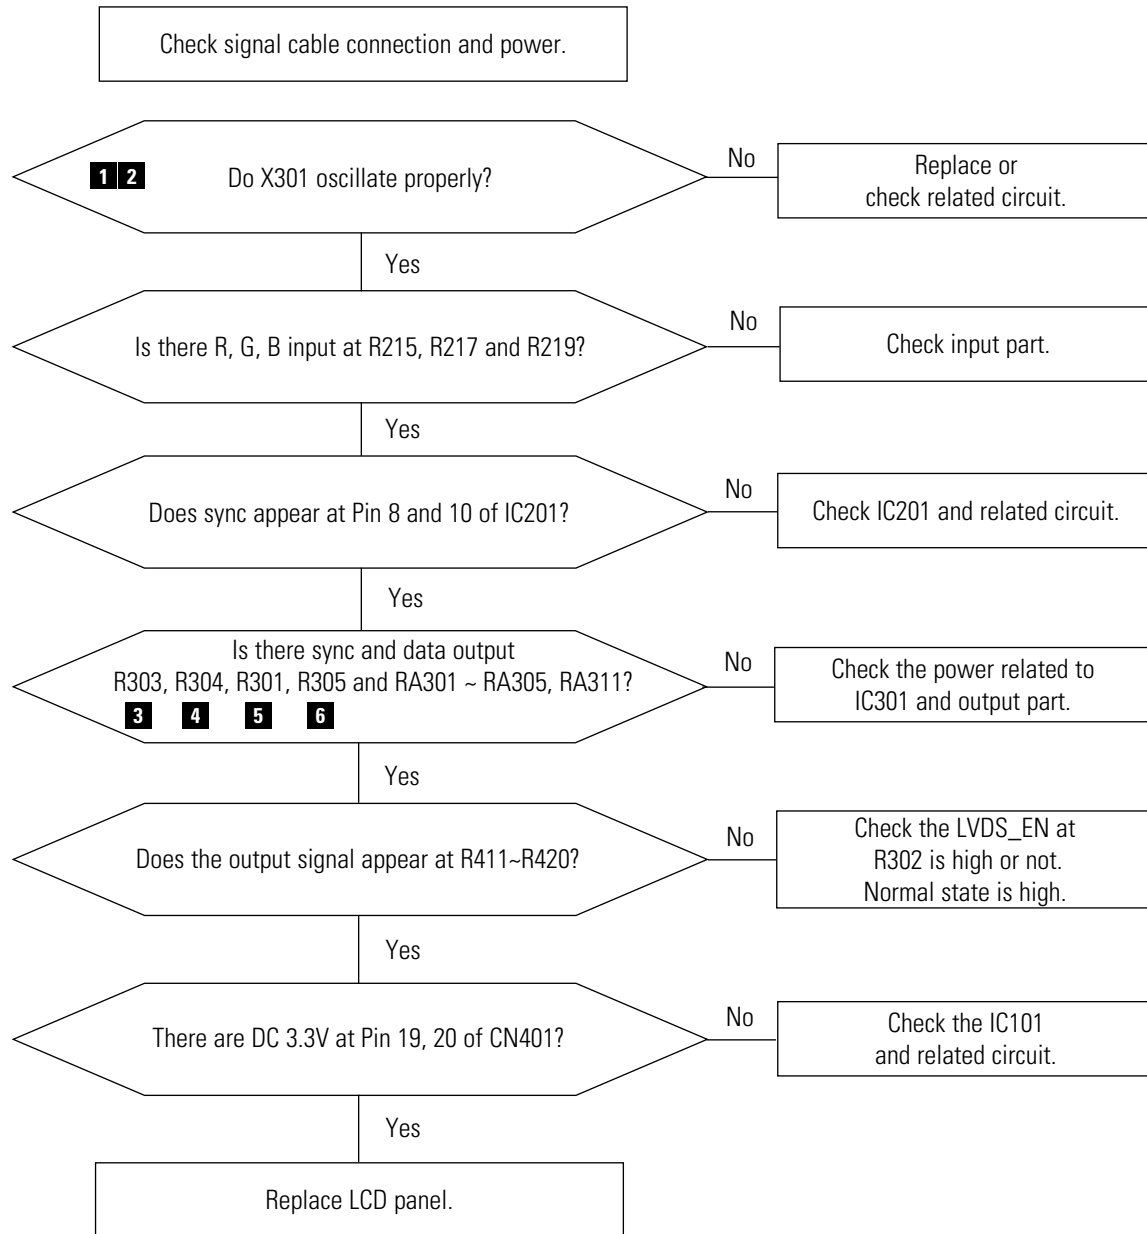 Check signal cable connection and power.
1 2 Do X301 oscillate properly?
No
Replace or
check related circuit.
Yes
Is there R, G, B input at R215, R217 and R219?
No
Check input part.
Yes
Does sync appear at Pin 8 and 10 of IC201?
No
Check IC201 and related circuit.
Yes
Is there sync and data output
R303, R304, R301, R305 and RA301 ~ RA305, RA311?
3 4 5 6
No
Check the power related to
IC301 and output part.
Yes
Does the output signal appear at R411~R420?
No
Check the LVDS_EN at
R302 is high or not.
Normal state is high.
Yes
There are DC 3.3V at Pin 19, 20 of CN401?
No
Check the IC101
and related circuit.
Yes
Replace LCD panel.